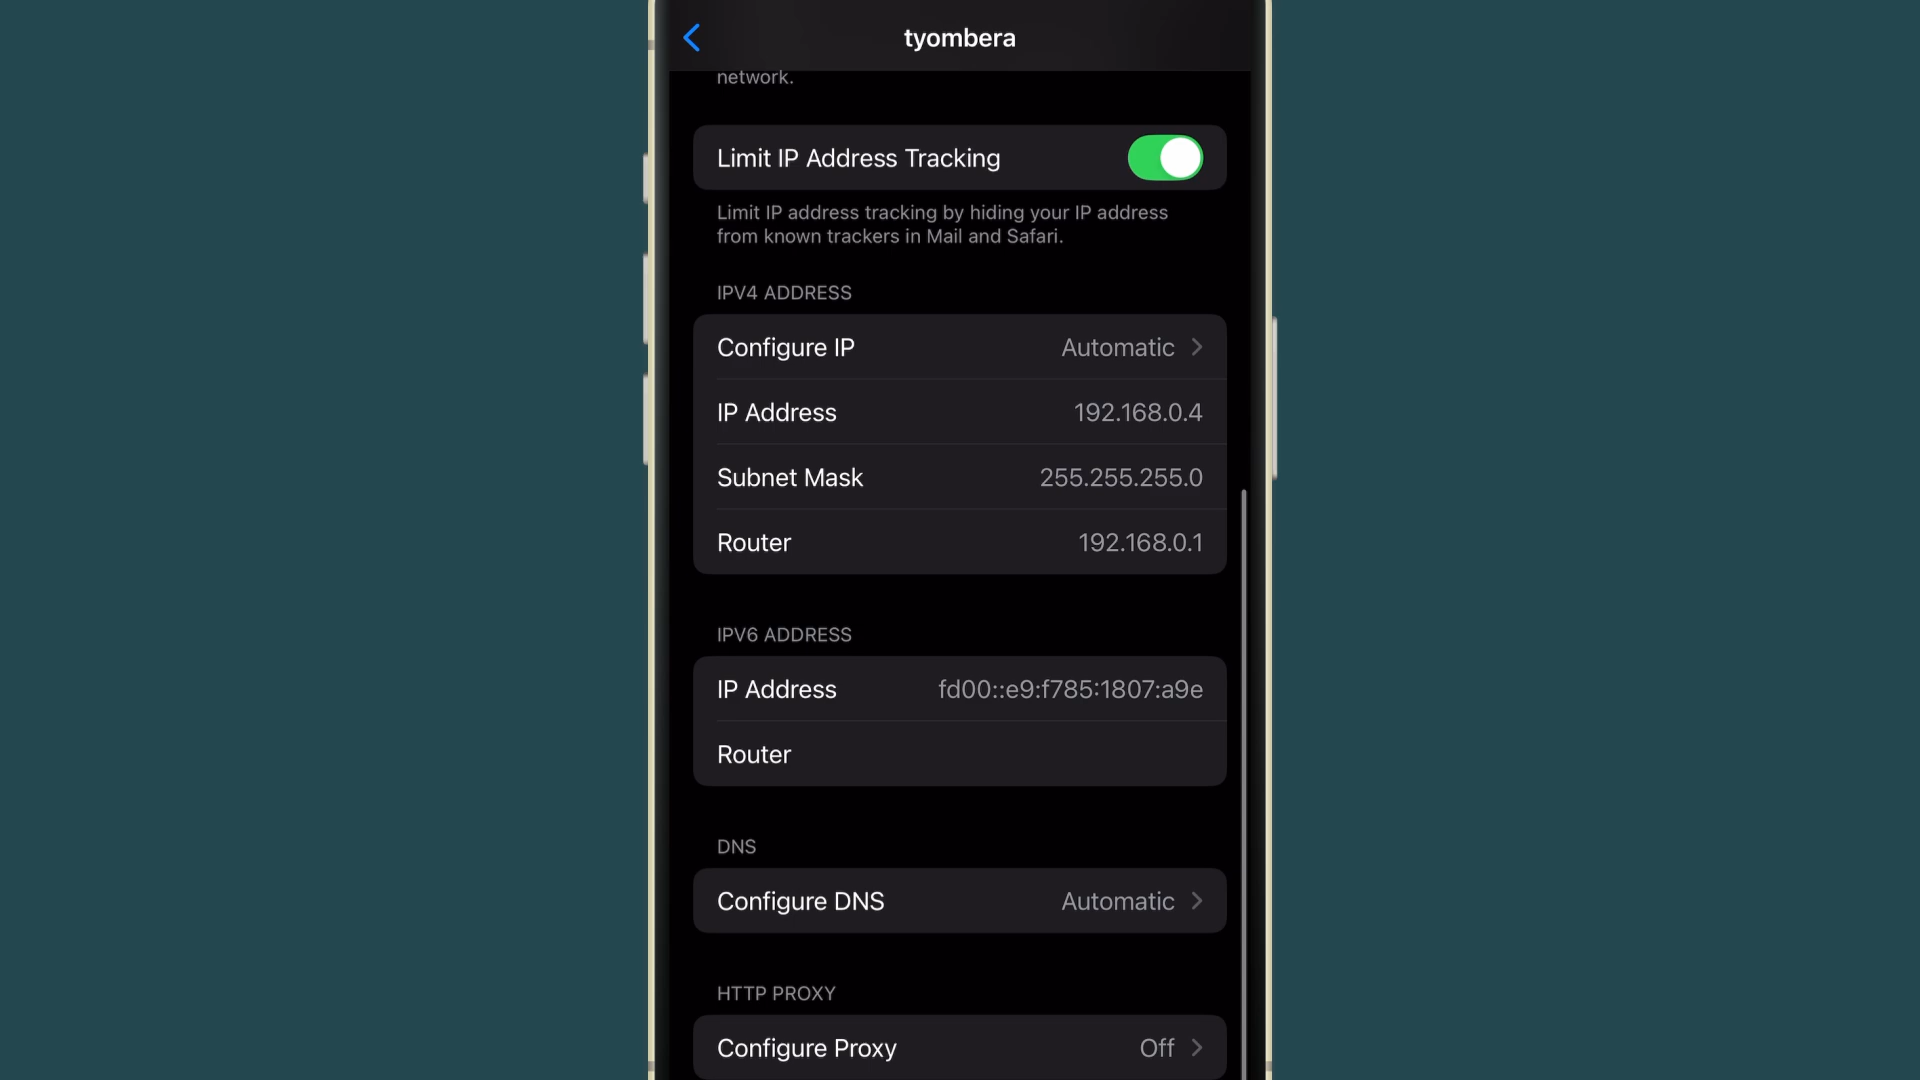 tyombera
network.
Limit IP Address Tracking
Limit IP address tracking by hiding your IP address
from known trackers in Mail and Safari.
IPV4 ADDRESS
Configure IP Automatic
IP Address 192.168.0.4
Subnet Mask 255.255.255.0
Router 192.168.0.1
IPV6 ADDRESS
IP Address fd00::e9:f785:1807:a9e
Router
DNS
Configure DNS Automatic
HTTP PROXY
Configure Proxy Off